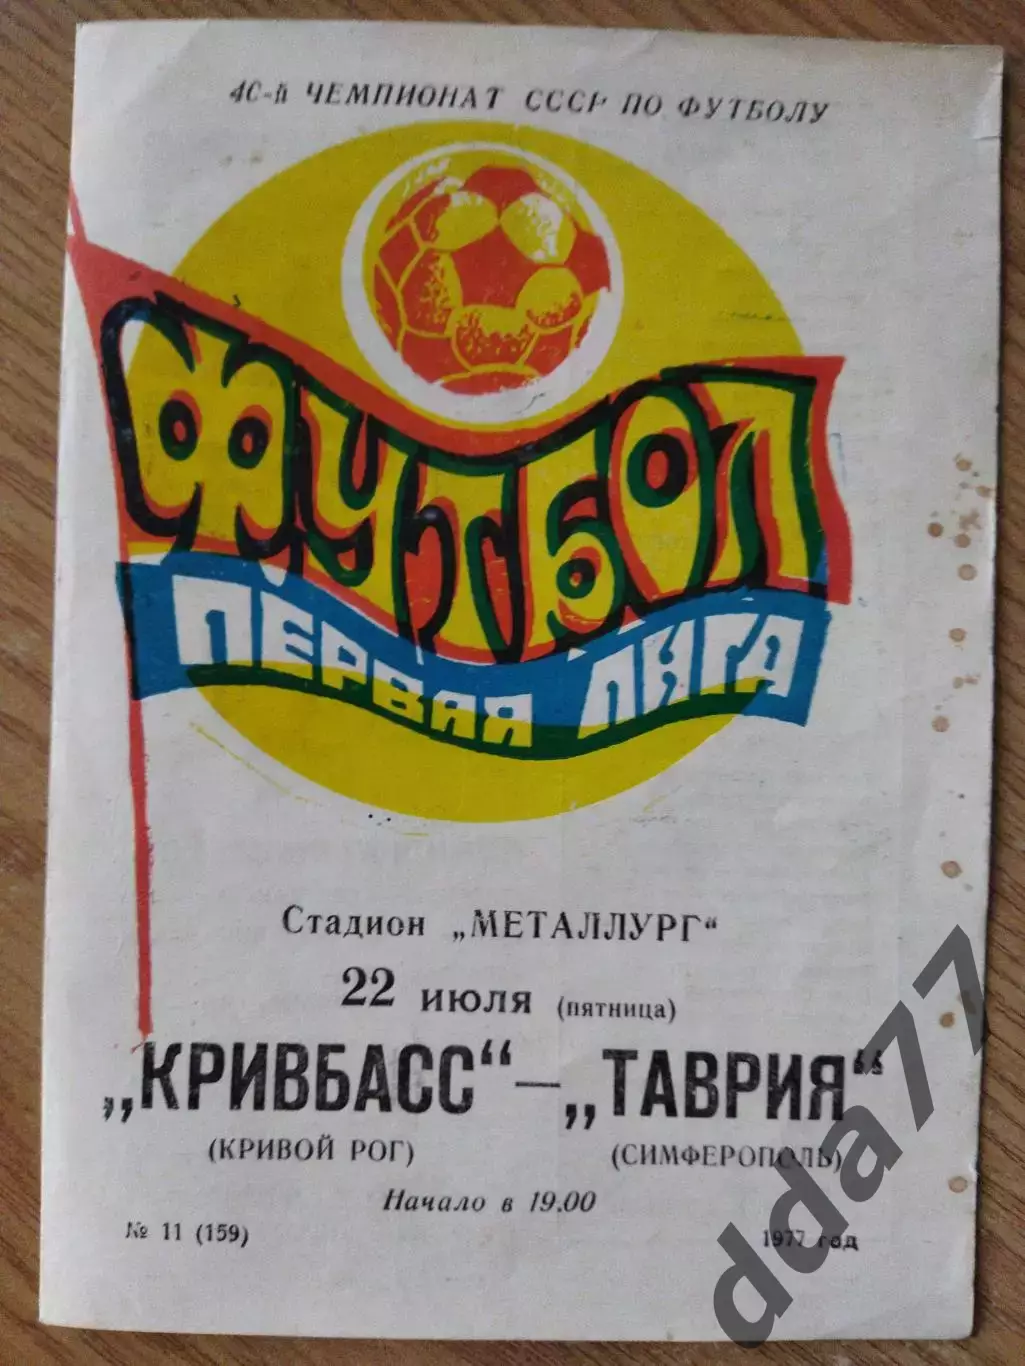 40-й ЧЕМПИОНАТ СССР ПО ФУТБОЛУ
ФУТБОЛ
ПЕРВАЯ ЛИГА
Стадион „МЕТАЛЛУРГ“
22 ИЮЛЯ (ПЯТНИЦА)
„КРИВБАСС“ — „ТАВРИЯ“
(КРИВОЙ РОГ) (СИМФЕРОПОЛЬ)
Начало в 19.00
№ 11 (159) 1977 год
dda77